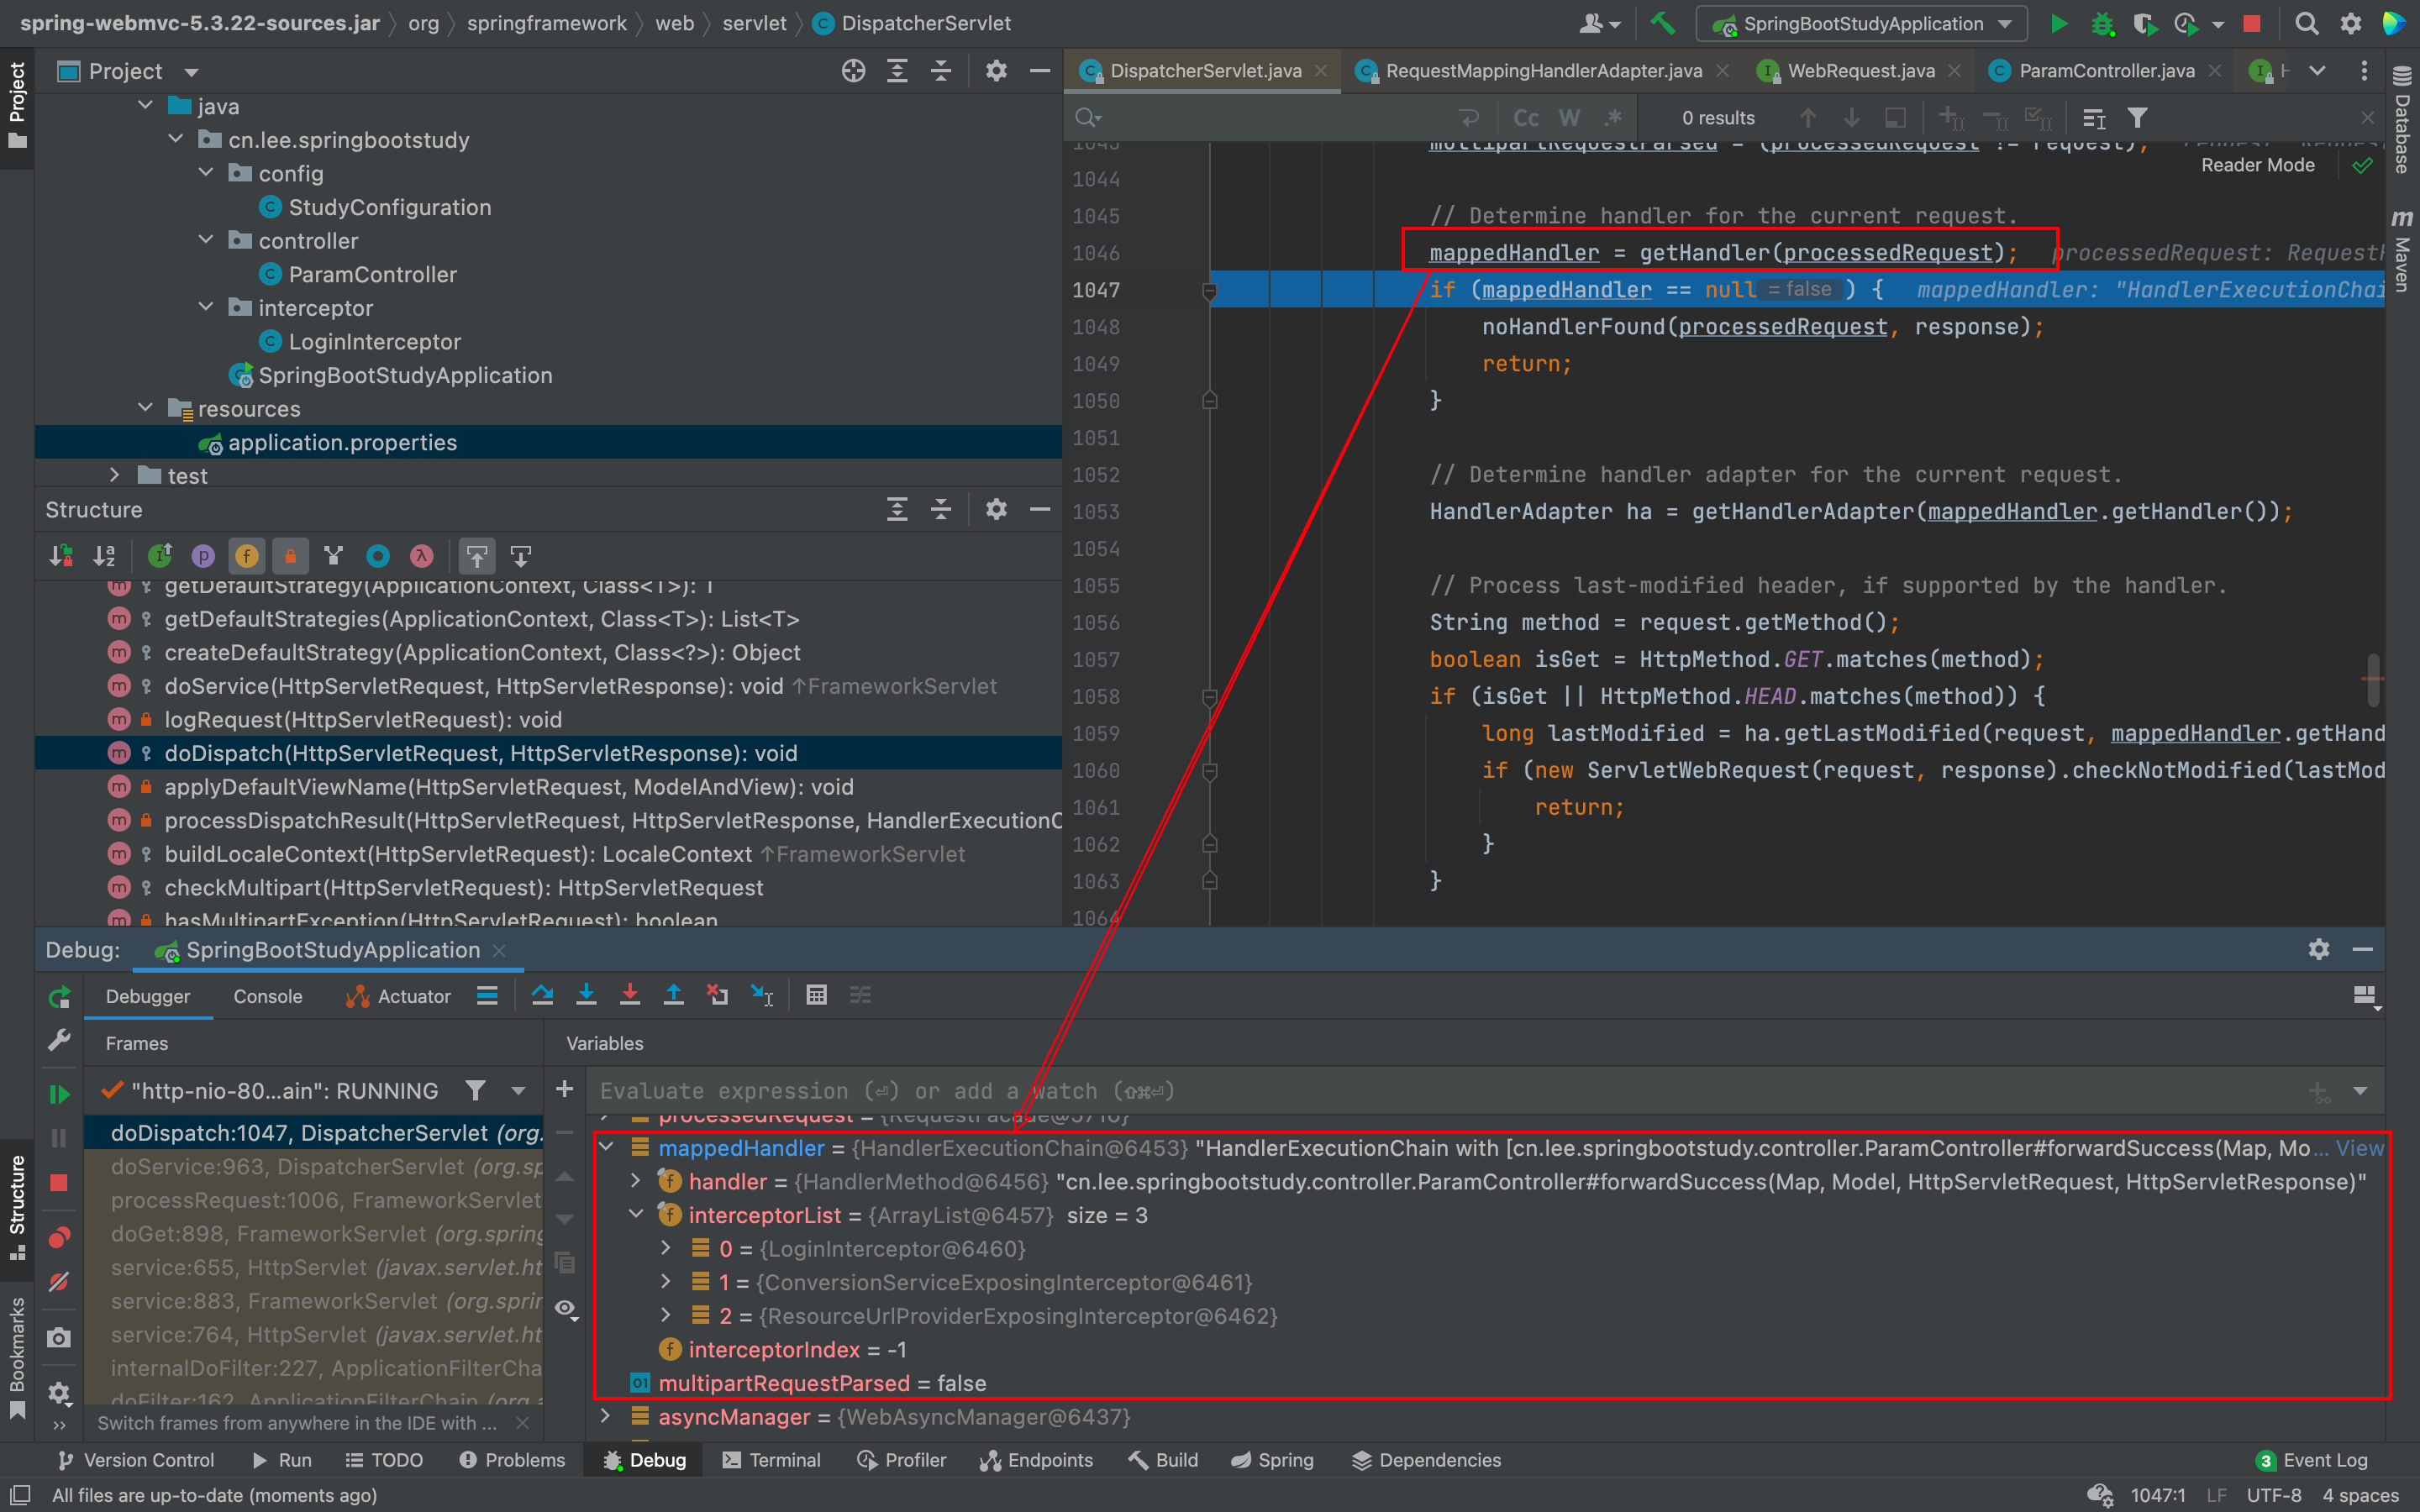 spring-webmvc-5.3.22-sources.jar org springframework web servlet DispatcherServlet
SpringBootStudyApplication
Project
Project
java
cn.lee.springbootstudy
config
StudyConfiguration
controller
ParamController
interceptor
LoginInterceptor
SpringBootStudyApplication
resources
application.properties
test
Structure
getDefaultStrategy(ApplicationContext, Class<T>): T
getDefaultStrategies(ApplicationContext, Class<T>): List<T>
createDefaultStrategy(ApplicationContext, Class<?>): Object
doService(HttpServletRequest, HttpServletResponse): void ↑FrameworkServlet
logRequest(HttpServletRequest): void
doDispatch(HttpServletRequest, HttpServletResponse): void
applyDefaultViewName(HttpServletRequest, ModelAndView): void
processDispatchResult(HttpServletRequest, HttpServletResponse, HandlerExecutionC
buildLocaleContext(HttpServletRequest): LocaleContext ↑FrameworkServlet
checkMultipart(HttpServletRequest): HttpServletRequest
hasMultipartException(HttpServletRequest): boolean
DispatcherServlet.java RequestMappingHandlerAdapter.java WebRequest.java ParamController.java
Cc W .* 0 results
Reader Mode
1043 multipartRequestParsed = (processedRequest != request);
1044
1045 // Determine handler for the current request.
1046 mappedHandler = getHandler(processedRequest); processedRequest: RequestF
1047 if (mappedHandler == null = false ) { mappedHandler: "HandlerExecutionChai
1048 noHandlerFound(processedRequest, response);
1049 return;
1050 }
1051
1052 // Determine handler adapter for the current request.
1053 HandlerAdapter ha = getHandlerAdapter(mappedHandler.getHandler());
1054
1055 // Process last-modified header, if supported by the handler.
1056 String method = request.getMethod();
1057 boolean isGet = HttpMethod.GET.matches(method);
1058 if (isGet || HttpMethod.HEAD.matches(method)) {
1059 long lastModified = ha.getLastModified(request, mappedHandler.getHand
1060 if (new ServletWebRequest(request, response).checkNotModified(lastMod
1061 return;
1062 }
1063 }
1064
Database
Maven
Debug: SpringBootStudyApplication
Debugger Console Actuator
Frames
Variables
"http-nio-80...ain": RUNNING
Evaluate expression (⏎) or add a watch (⇧⌘⏎)
doDispatch:1047, DispatcherServlet (org.
doService:963, DispatcherServlet (org.sp
processRequest:1006, FrameworkServlet
doGet:898, FrameworkServlet (org.spring
service:655, HttpServlet (javax.servlet.ht
service:883, FrameworkServlet (org.sprin
service:764, HttpServlet (javax.servlet.ht
internalDoFilter:227, ApplicationFilterCha
doFilter:162, ApplicationFilterChain (org.a
Switch frames from anywhere in the IDE with ...
processedRequest = {RequestFacade@5716}
mappedHandler = {HandlerExecutionChain@6453} "HandlerExecutionChain with [cn.lee.springbootstudy.controller.ParamController#forwardSuccess(Map, Mo... View
handler = {HandlerMethod@6456} "cn.lee.springbootstudy.controller.ParamController#forwardSuccess(Map, Model, HttpServletRequest, HttpServletResponse)"
interceptorList = {ArrayList@6457} size = 3
0 = {LoginInterceptor@6460}
1 = {ConversionServiceExposingInterceptor@6461}
2 = {ResourceUrlProviderExposingInterceptor@6462}
interceptorIndex = -1
multipartRequestParsed = false
asyncManager = {WebAsyncManager@6437}
Structure
Bookmarks
Version Control Run TODO Problems Debug Terminal Profiler Endpoints Build Spring Dependencies 3 Event Log
All files are up-to-date (moments ago) 1047:1 LF UTF-8 4 spaces